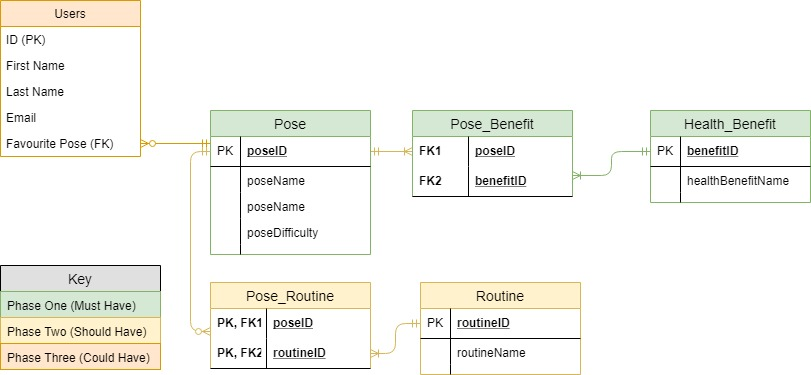 Users
ID (PK)
First Name
Last Name
Email
Favourite Pose (FK)
Pose
PK poseID
poseName
poseName
poseDifficulty
Pose_Benefit
FK1 poseID
FK2 benefitID
Health_Benefit
PK benefitID
healthBenefitName
Key
Phase One (Must Have)
Phase Two (Should Have)
Phase Three (Could Have)
Pose_Routine
PK, FK1 poseID
PK, FK2 routineID
Routine
PK routineID
routineName